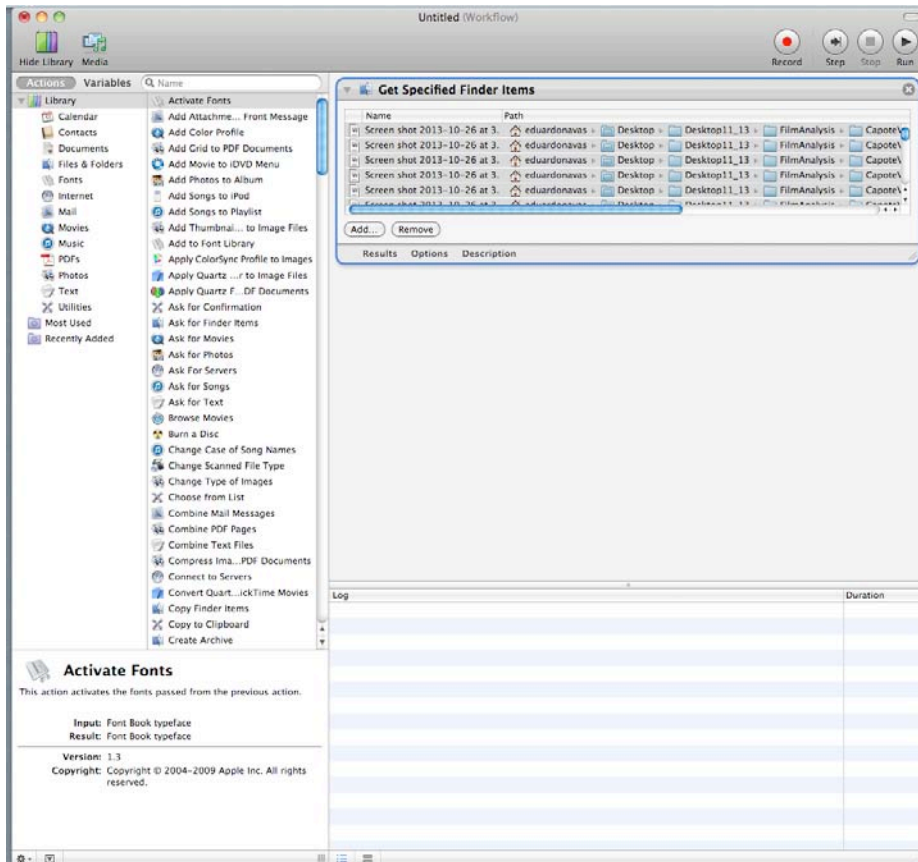 Untitled (Workflow)
Hide Library Media
Record Step Stop Run
Actions Variables Name
Library
Calendar
Contacts
Documents
Files & Folders
Fonts
Internet
Mail
Movies
Music
PDFs
Photos
Text
Utilities
Most Used
Recently Added
Activate Fonts
Add Attachme... Front Message
Add Color Profile
Add Grid to PDF Documents
Add Movie to iDVD Menu
Add Photos to Album
Add Songs to iPod
Add Songs to Playlist
Add Thumbnai... to Image Files
Add to Font Library
Apply ColorSync Profile to Images
Apply Quartz ...r to Image Files
Apply Quartz F...DF Documents
Ask for Confirmation
Ask for Finder Items
Ask for Movies
Ask for Photos
Ask For Servers
Ask for Songs
Ask for Text
Browse Movies
Burn a Disc
Change Case of Song Names
Change Scanned File Type
Change Type of Images
Choose from List
Combine Mail Messages
Combine PDF Pages
Combine Text Files
Compress Ima...PDF Documents
Connect to Servers
Convert Quart...ickTime Movies
Copy Finder Items
Copy to Clipboard
Create Archive
Activate Fonts
This action activates the fonts passed from the previous action.
Input: Font Book typeface
Result: Font Book typeface
Version: 1.3
Copyright: Copyright © 2004–2009 Apple Inc. All rights
reserved.
Get Specified Finder Items
Name Path
Screen shot 2013-10-26 at 3. eduardonavas Desktop Desktop11_13 FilmAnalysis CapoteV
Screen shot 2013-10-26 at 3. eduardonavas Desktop Desktop11_13 FilmAnalysis CapoteV
Screen shot 2013-10-26 at 3. eduardonavas Desktop Desktop11_13 FilmAnalysis CapoteV
Screen shot 2013-10-26 at 3. eduardonavas Desktop Desktop11_13 FilmAnalysis CapoteV
Screen shot 2013-10-26 at 3. eduardonavas Desktop Desktop11_13 FilmAnalysis CapoteV
Add... Remove
Results Options Description
Log Duration